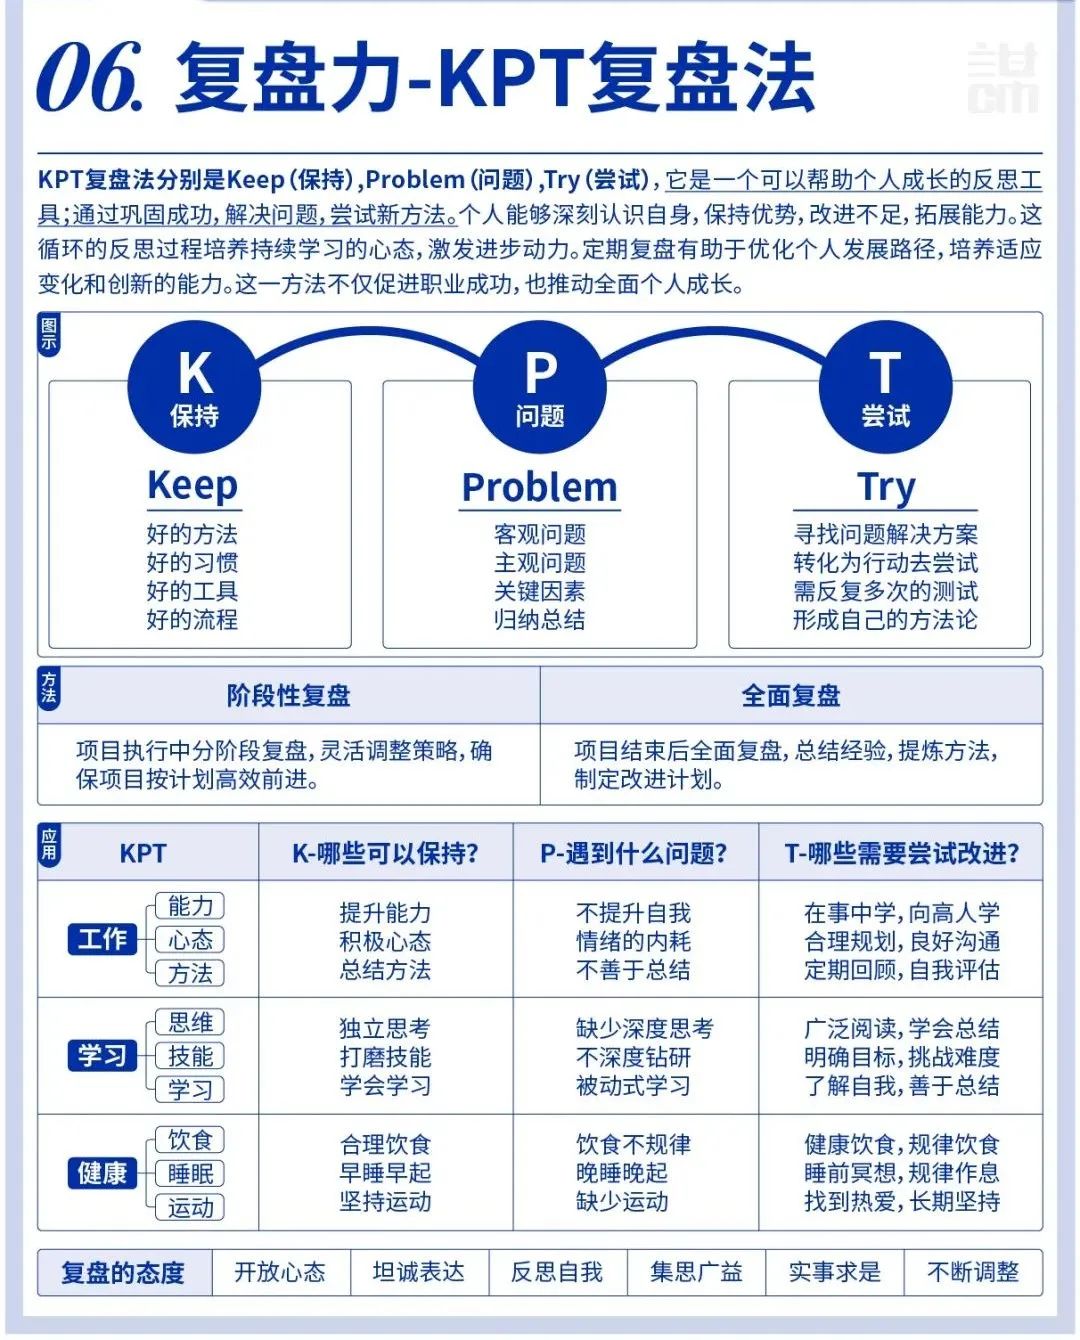 06. 复盘力-KPT复盘法
KPT复盘法分别是Keep(保持),Problem(问题),Try(尝试),它是一个可以帮助个人成长的反思工
具;通过巩固成功,解决问题,尝试新方法。个人能够深刻认识自身,保持优势,改进不足,拓展能力。这
循环的反思过程培养持续学习的心态,激发进步动力。定期复盘有助于优化个人发展路径,培养适应
变化和创新的能力。这一方法不仅促进职业成功,也推动全面个人成长。
图示
K
保持
Keep
好的方法
好的习惯
好的工具
好的流程
P
问题
Problem
客观问题
主观问题
关键因素
归纳总结
T
尝试
Try
寻找问题解决方案
转化为行动去尝试
需反复多次的测试
形成自己的方法论
方法
阶段性复盘
全面复盘
项目执行中分阶段复盘,灵活调整策略,确
保项目按计划高效前进。
项目结束后全面复盘,总结经验,提炼方法,
制定改进计划。
应用
KPT
K-哪些可以保持?
P-遇到什么问题?
T-哪些需要尝试改进?
工作
能力
心态
方法
提升能力
积极心态
总结方法
不提升自我
情绪的内耗
不善于总结
在事中学,向高人学
合理规划,良好沟通
定期回顾,自我评估
学习
思维
技能
学习
独立思考
打磨技能
学会学习
缺少深度思考
不深度钻研
被动式学习
广泛阅读,学会总结
明确目标,挑战难度
了解自我,善于总结
健康
饮食
睡眠
运动
合理饮食
早睡早起
坚持运动
饮食不规律
晚睡晚起
缺少运动
健康饮食,规律饮食
睡前冥想,规律作息
找到热爱,长期坚持
复盘的态度
开放心态
坦诚表达
反思自我
集思广益
实事求是
不断调整